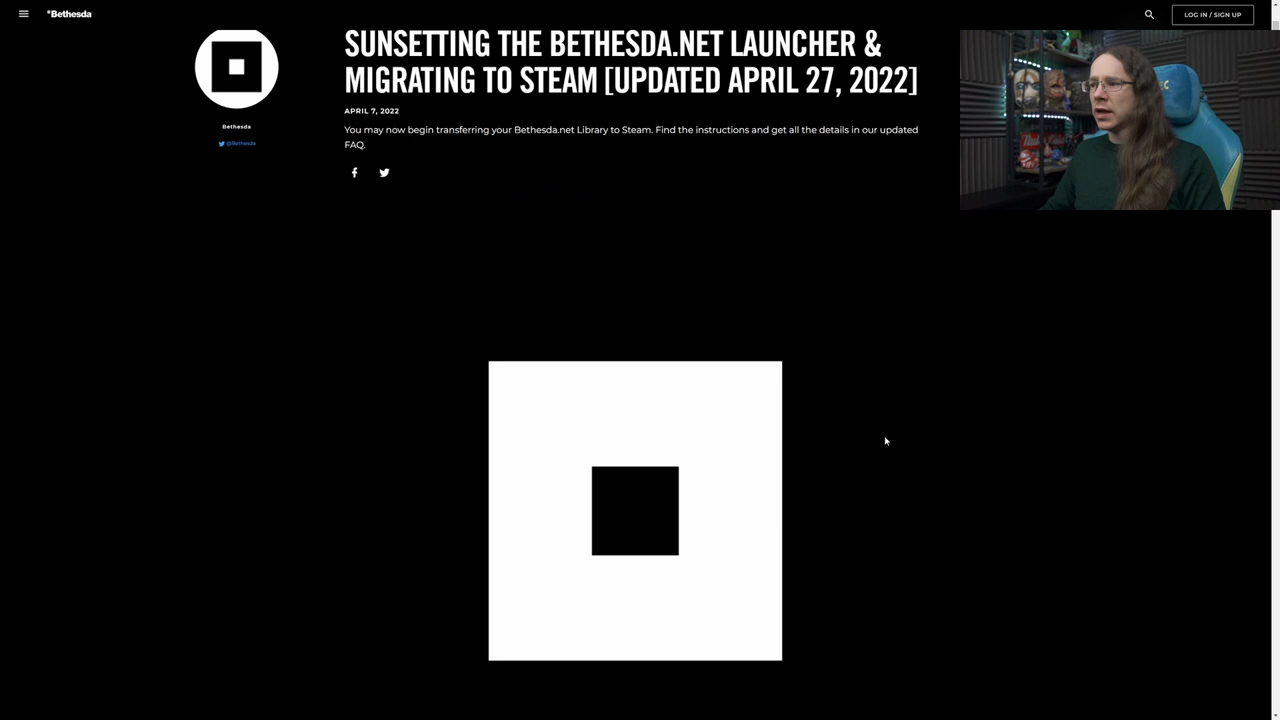 Bethesda
LOG IN / SIGN UP
SUNSETTING THE BETHESDA.NET LAUNCHER &
MIGRATING TO STEAM [UPDATED APRIL 27, 2022]
APRIL 7, 2022
Bethesda
@Bethesda
You may now begin transferring your Bethesda.net Library to Steam. Find the instructions and get all the details in our updated
FAQ.